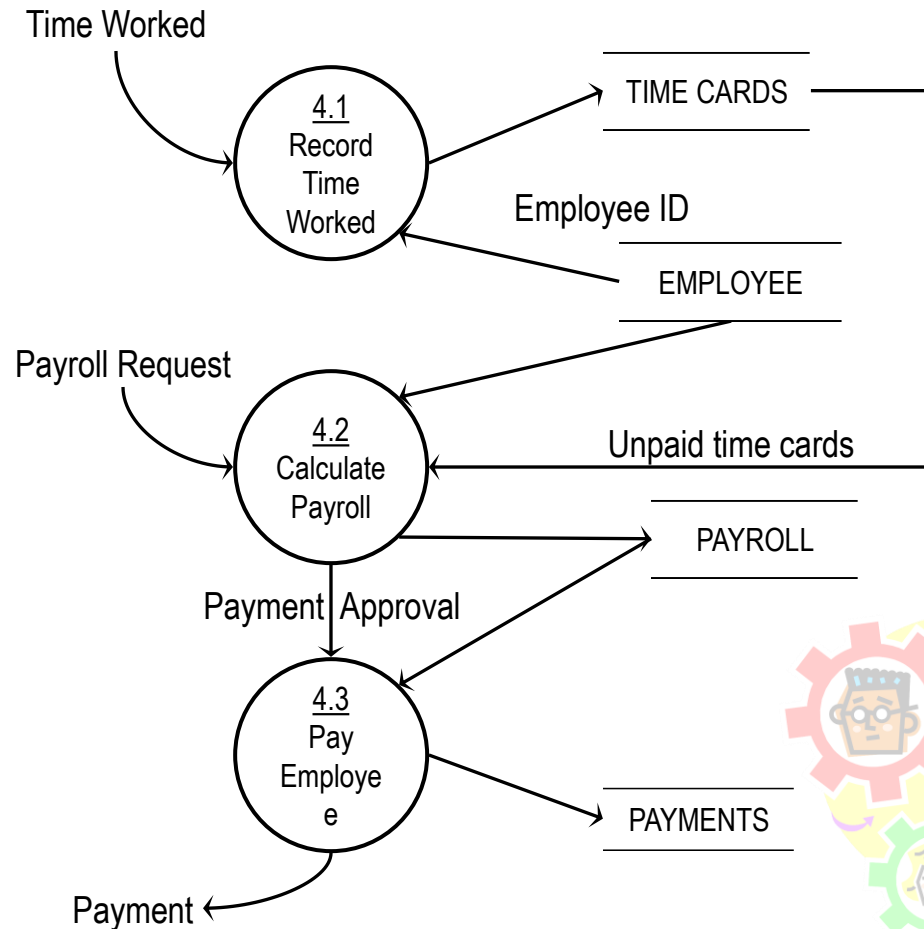 Time Worked
4.1
Record
Time
Worked
TIME CARDS
Employee ID
EMPLOYEE
Payroll Request
4.2
Calculate
Payroll
Unpaid time cards
PAYROLL
Payment Approval
4.3
Pay
Employe
e
PAYMENTS
Payment